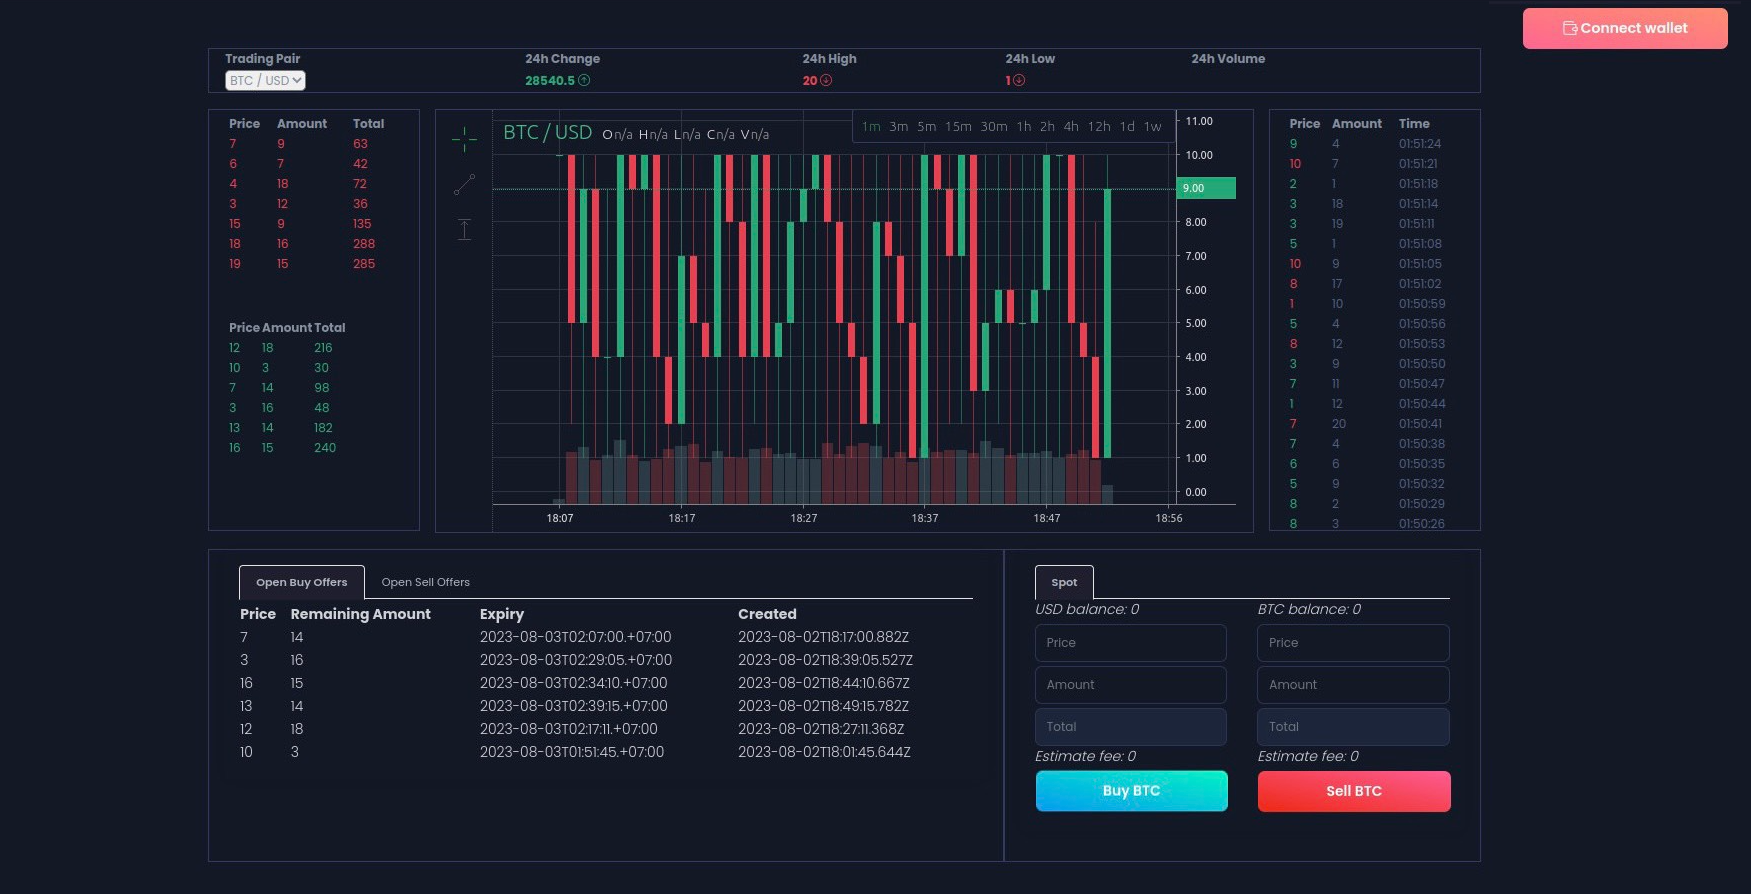 Connect wallet
Trading Pair 24h Change 24h High 24h Low 24h Volume
BTC / USD 28540.5 20 1
Price Amount Total
7 9 63
6 7 42
4 18 72
3 12 36
15 9 135
18 16 288
19 15 285
Price Amount Total
12 18 216
10 3 30
7 14 98
3 16 48
13 14 182
16 15 240
BTC / USD On/a Hn/a Ln/a Cn/a Vn/a
1m 3m 5m 15m 30m 1h 2h 4h 12h 1d 1w
11.00
10.00
9.00
8.00
7.00
6.00
5.00
4.00
3.00
2.00
1.00
0.00
18:07 18:17 18:27 18:37 18:47 18:56
Price Amount Time
9 4 01:51:24
10 7 01:51:21
2 1 01:51:18
3 18 01:51:14
3 19 01:51:11
5 1 01:51:08
10 9 01:51:05
8 17 01:51:02
1 10 01:50:59
5 4 01:50:56
8 12 01:50:53
3 9 01:50:50
7 11 01:50:47
1 12 01:50:44
7 20 01:50:41
7 4 01:50:38
6 6 01:50:35
5 9 01:50:32
8 2 01:50:29
8 3 01:50:26
Open Buy Offers Open Sell Offers
Price Remaining Amount Expiry Created
7 14 2023-08-03T02:07:00.+07:00 2023-08-02T18:17:00.882Z
3 16 2023-08-03T02:29:05.+07:00 2023-08-02T18:39:05.527Z
16 15 2023-08-03T02:34:10.+07:00 2023-08-02T18:44:10.667Z
13 14 2023-08-03T02:39:15.+07:00 2023-08-02T18:49:15.782Z
12 18 2023-08-03T02:17:11.+07:00 2023-08-02T18:27:11.368Z
10 3 2023-08-03T01:51:45.+07:00 2023-08-02T18:01:45.644Z
Spot
USD balance: 0 BTC balance: 0
Price Price
Amount Amount
Total Total
Estimate fee: 0 Estimate fee: 0
Buy BTC Sell BTC